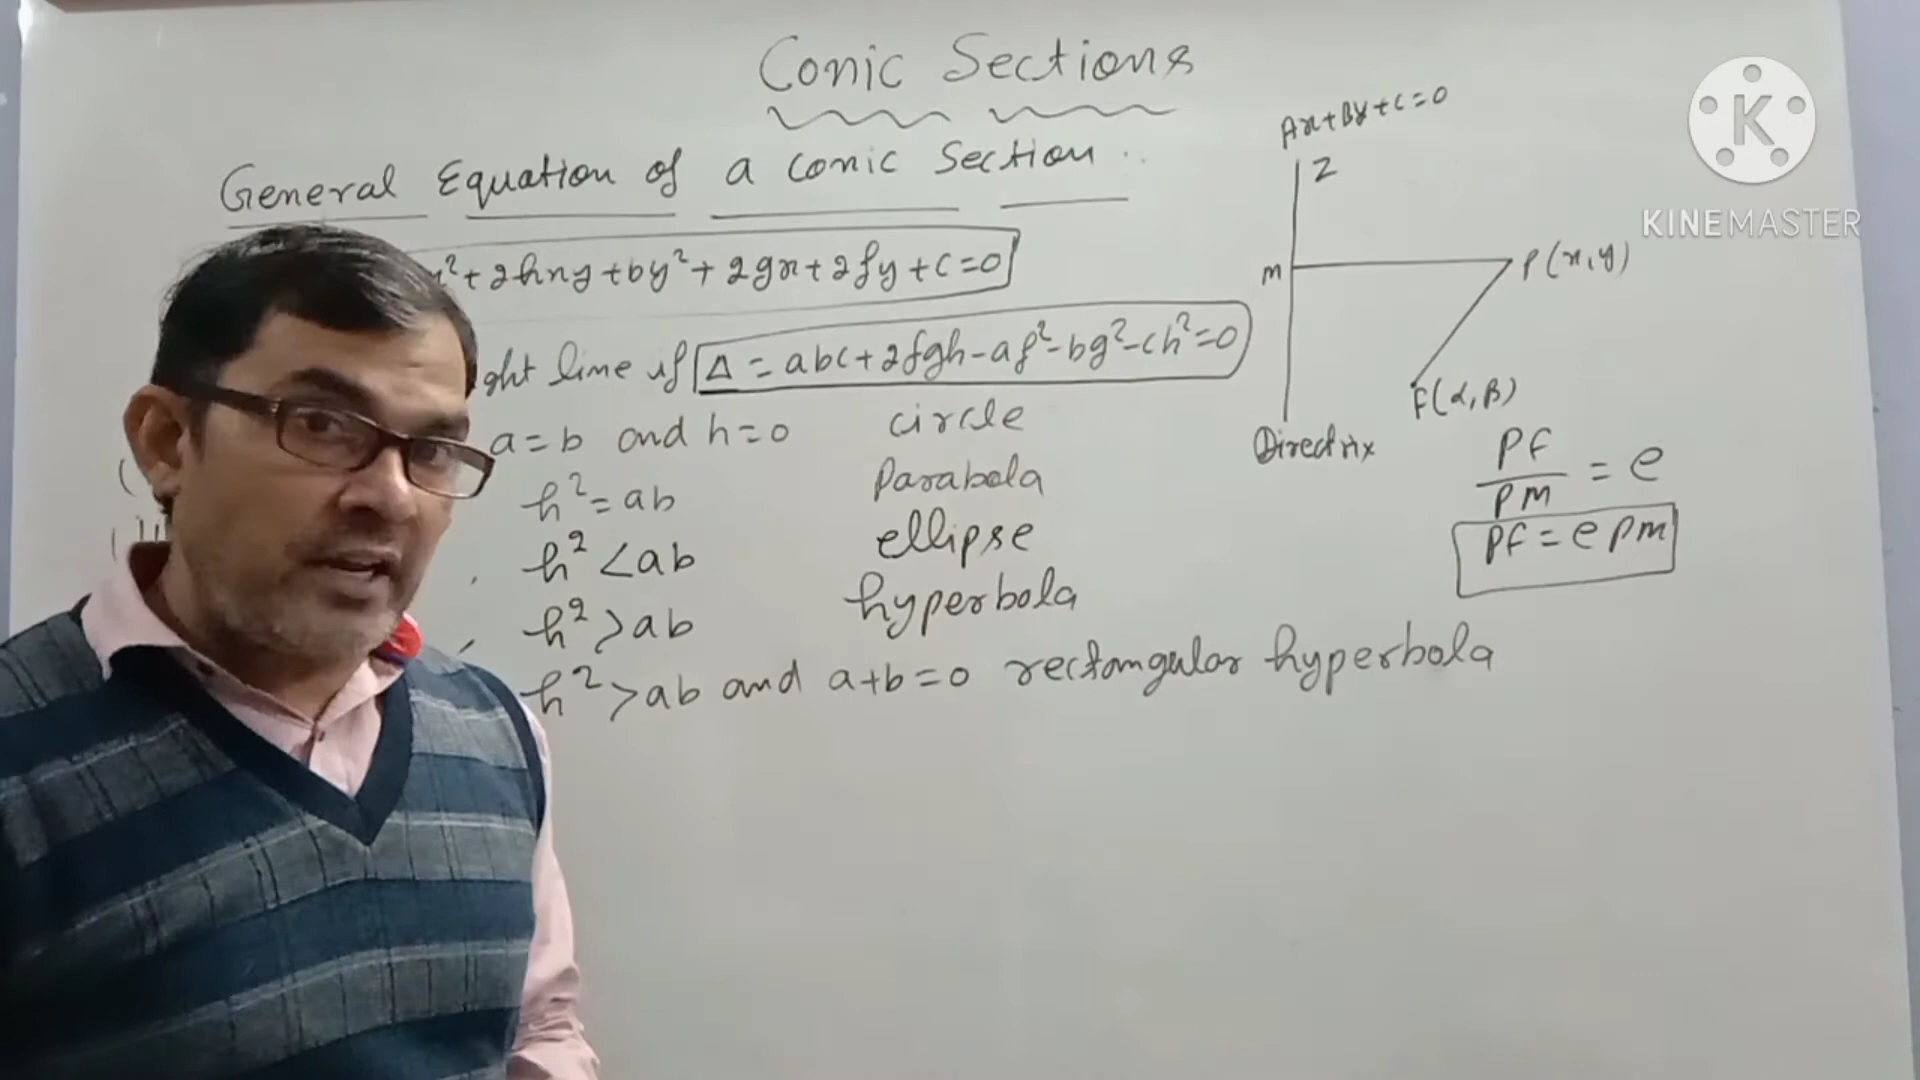 Conic Sections
General Equation of a Conic Section
x²+2hxy+by²+2gx+2fy+c=0
ght line if Δ = abc+2fgh-af²-bg²-ch²=0
a=b and h=0 circle
h²=ab Parabola
h²<ab ellipse
h²>ab hyperbola
h²>ab and a+b=0 rectangular hyperbola
Ax+By+c=0
Z
M P(x,y)
F(α,β)
Directrix
PF/PM = e
PF = e PM
K
KINEMASTER